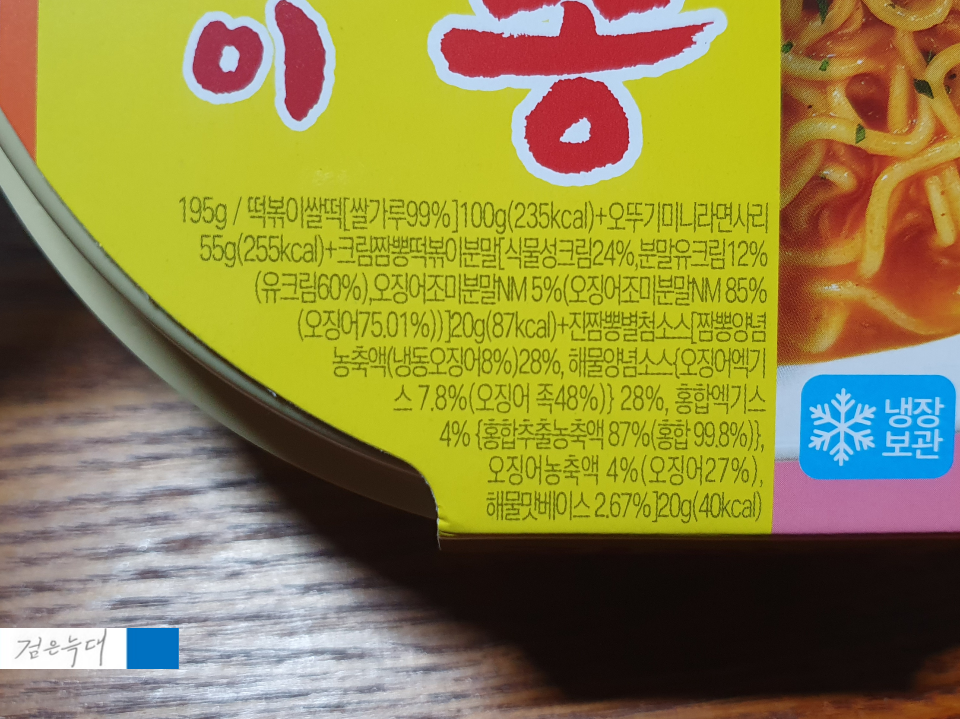 이
195g / 떡볶이쌀떡[쌀가루99%]100g(235kcal)+오뚜기미니라면사리
55g(255kcal)+크림짬뽕떡볶이분말[식물성크림24%,분말유크림12%
(유크림60%),오징어조미분말NM 5%(오징어조미분말NM 85%
(오징어75.01%))]20g(87kcal)+진짬뽕별첨소스[짬뽕양념
농축액(냉동오징어8%)28%, 해물양념소스{오징어엑기
스 7.8%(오징어 족48%)} 28%, 홍합엑기스
4% {홍합추출농축액 87%(홍합 99.8%)},
오징어농축액 4%(오징어27%),
해물맛베이스 2.67%]20g(40kcal)
냉장
보관
검은늑대